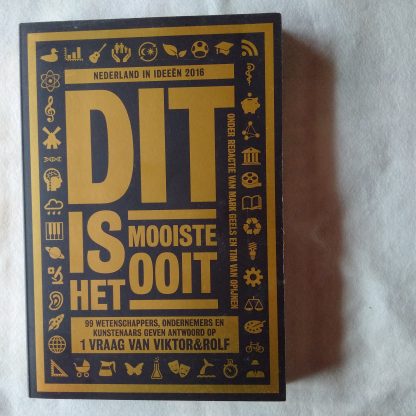 NEDERLAND IN IDEEËN 2016
DIT
IS
HET
MOOISTE
OOIT
ONDER REDACTIE VAN MARK GEELS EN TIM VAN OPIJNEN
99 WETENSCHAPPERS, ONDERNEMERS EN
KUNSTENAARS GEVEN ANTWOORD OP
1 VRAAG VAN VIKTOR&ROLF